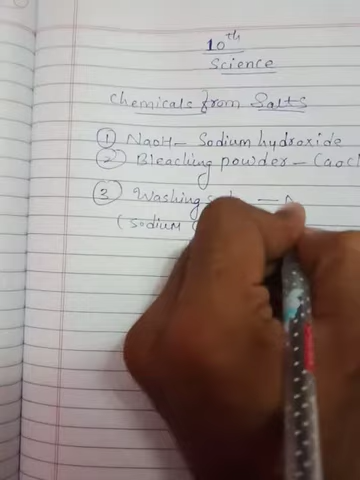 10th
Science
Chemicals from Salts
① NaOH - Sodium hydroxide
② Bleaching powder - CaOCl
③ Washing
(Sodium